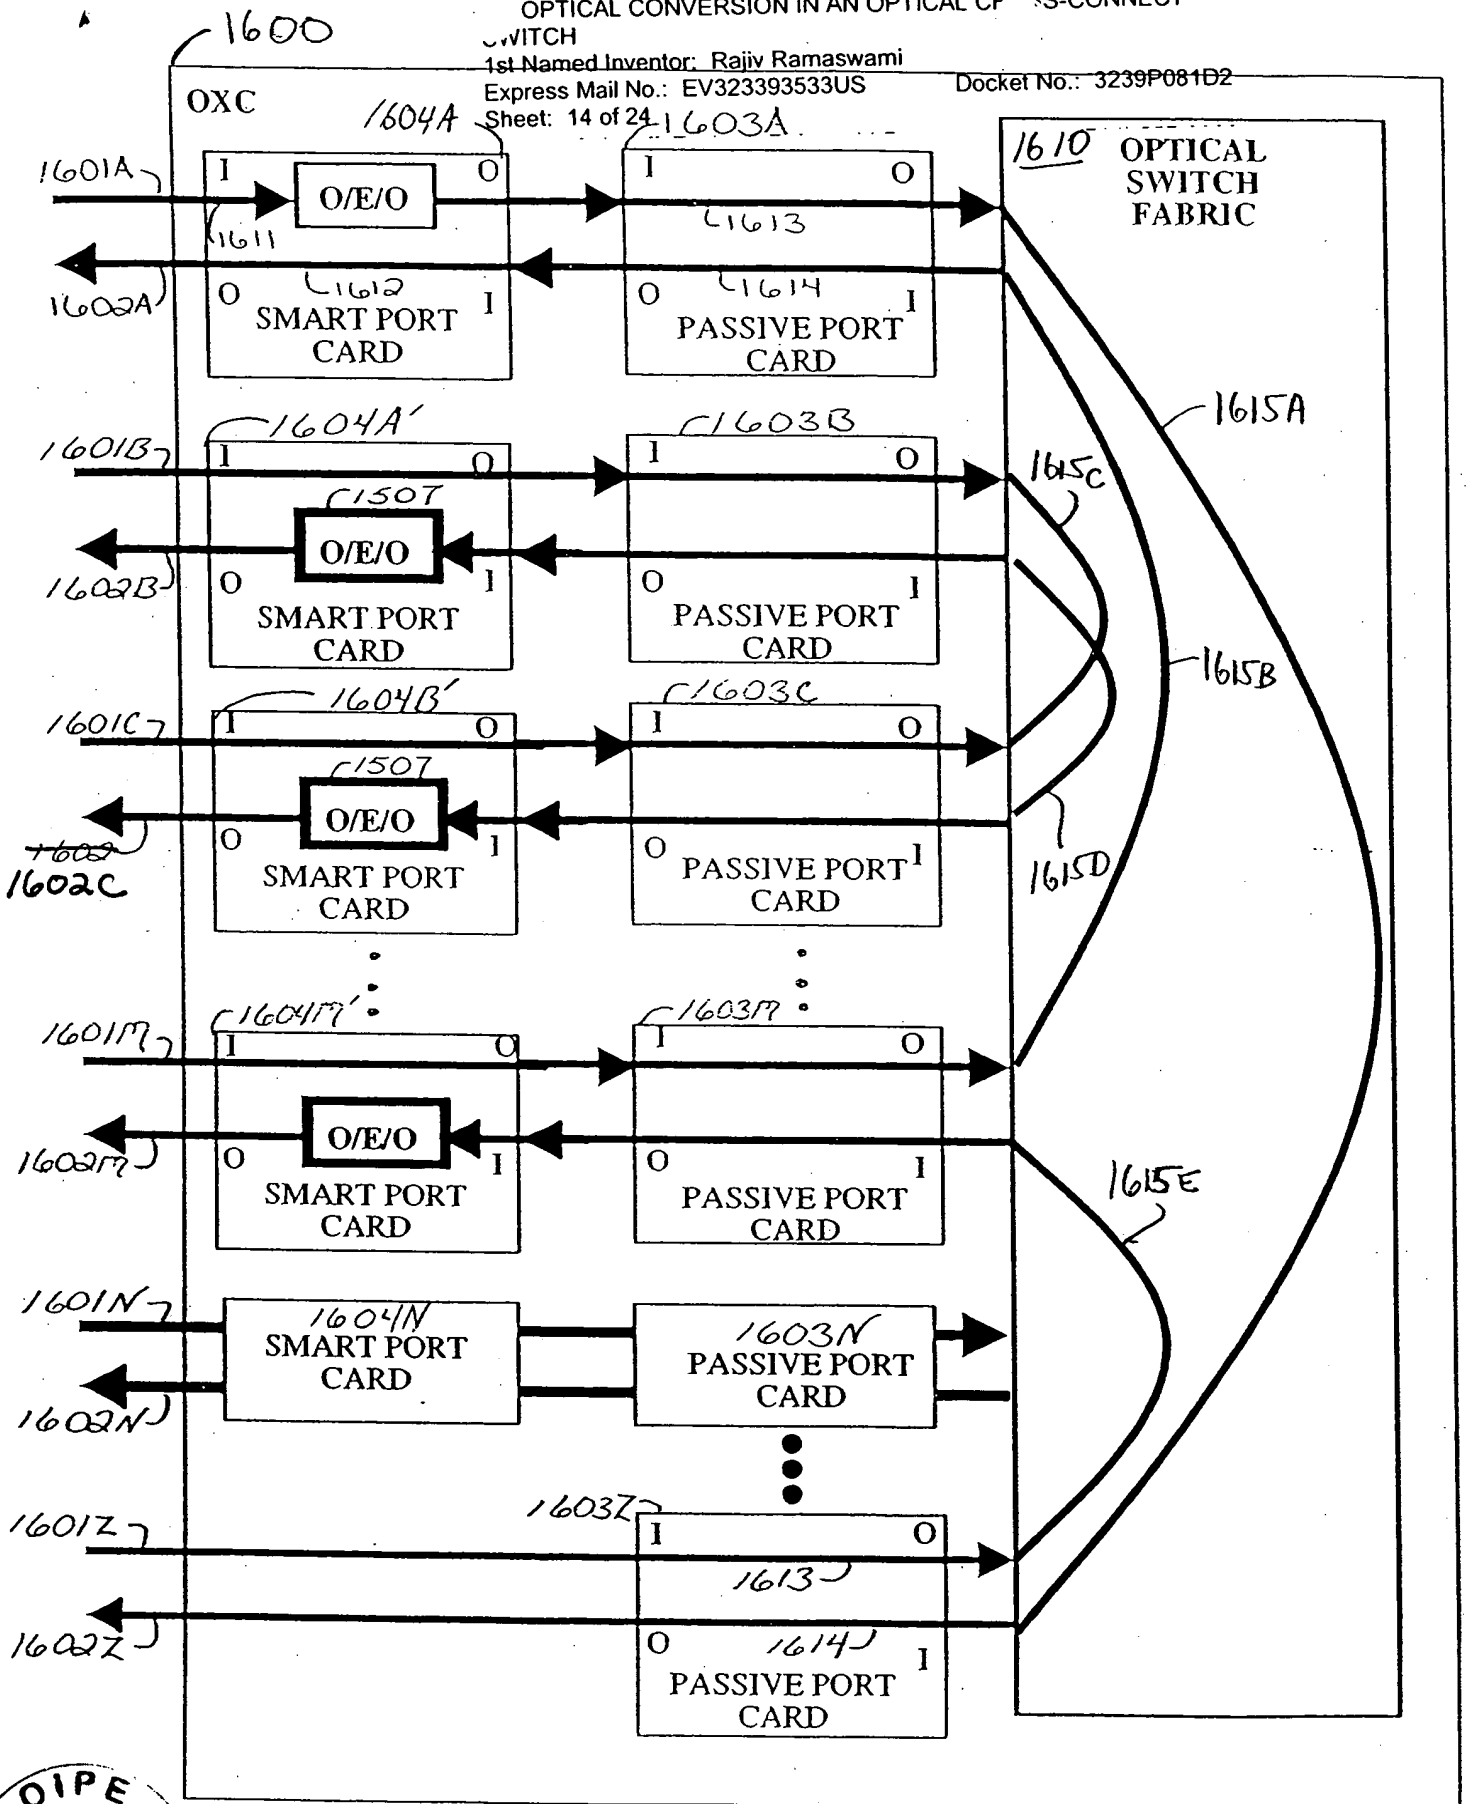 OPTICAL CONVERSION IN AN OPTICAL
S-CONNECT
1600
1st Named Inventor: Rajiv Ramaswami
Express Mail No.: EV323393533US Docket No.: 3239P081D2
Sheet: 14 of 24
OXC
1604A
1603A
1610 OPTICAL
SWITCH
FABRIC
1601A
I O
O/E/O
I O
1611
1613
1602A
O 1612 I
SMART PORT
CARD
O 1614 I
PASSIVE PORT
CARD
1615A
1604A'
1603B
1601B
I O
I O
1615C
1507
O/E/O
1602B
O I
SMART PORT
CARD
O I
PASSIVE PORT
CARD
1615B
1604B'
1603C
1601C
I O
I O
1507
O/E/O
1602
1602C
O I
SMART PORT
CARD
O I
PASSIVE PORT
CARD
1615D
1604M'
1603M
1601M
I O
I O
O/E/O
1602M
O I
SMART PORT
CARD
O I
PASSIVE PORT
CARD
1615E
1601N
1604N
SMART PORT
CARD
1603N
PASSIVE PORT
CARD
1602N
1603Z
1601Z
I O
1613
1602Z
O 1614 I
PASSIVE PORT
CARD
OIPE